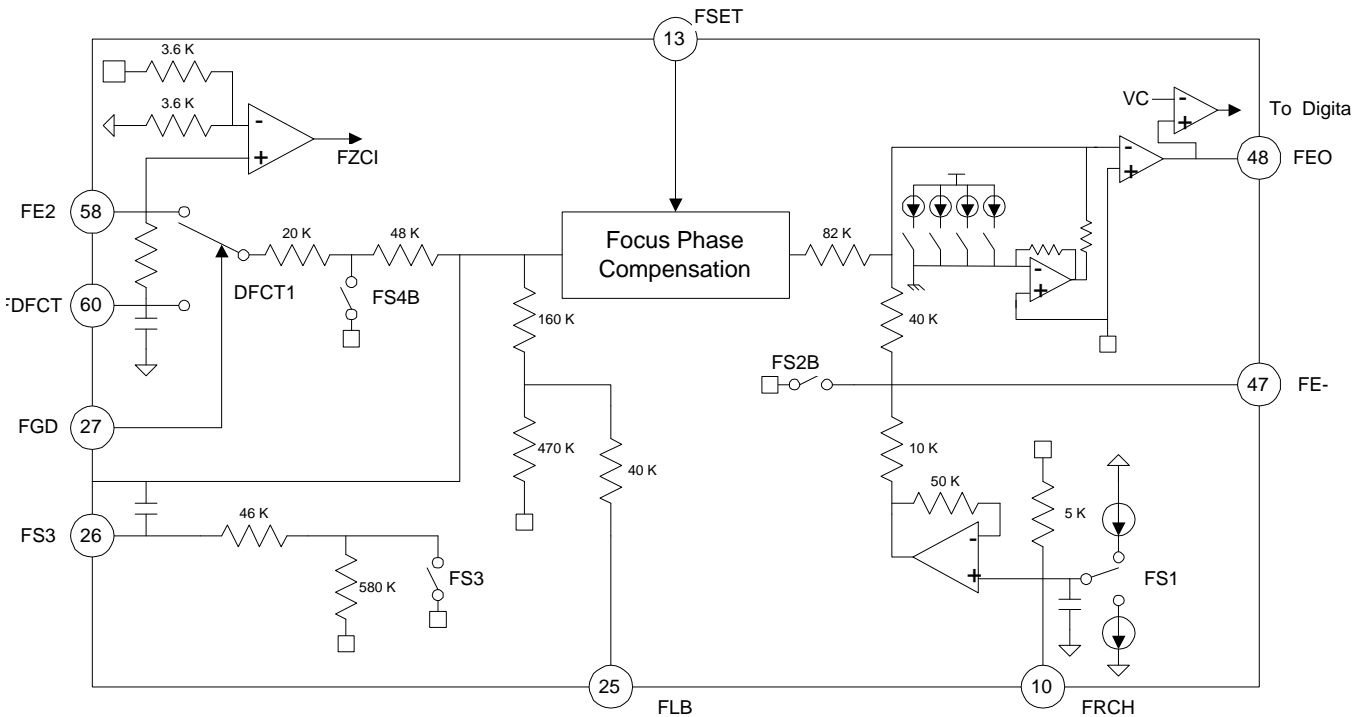 FSET
13
3.6 K
3.6 K
-
+
FZCI
VC
-
+
To Digita
-
+
48
FEO
FE2
58
20 K
48 K
Focus Phase
Compensation
82 K
-
+
DFCT1
FS4B
FDFCT
60
160 K
40 K
FS2B
47
FE-
FGD
27
470 K
40 K
10 K
50 K
5 K
-
+
FS1
FS3
26
46 K
580 K
FS3
25
FLB
10
FRCH